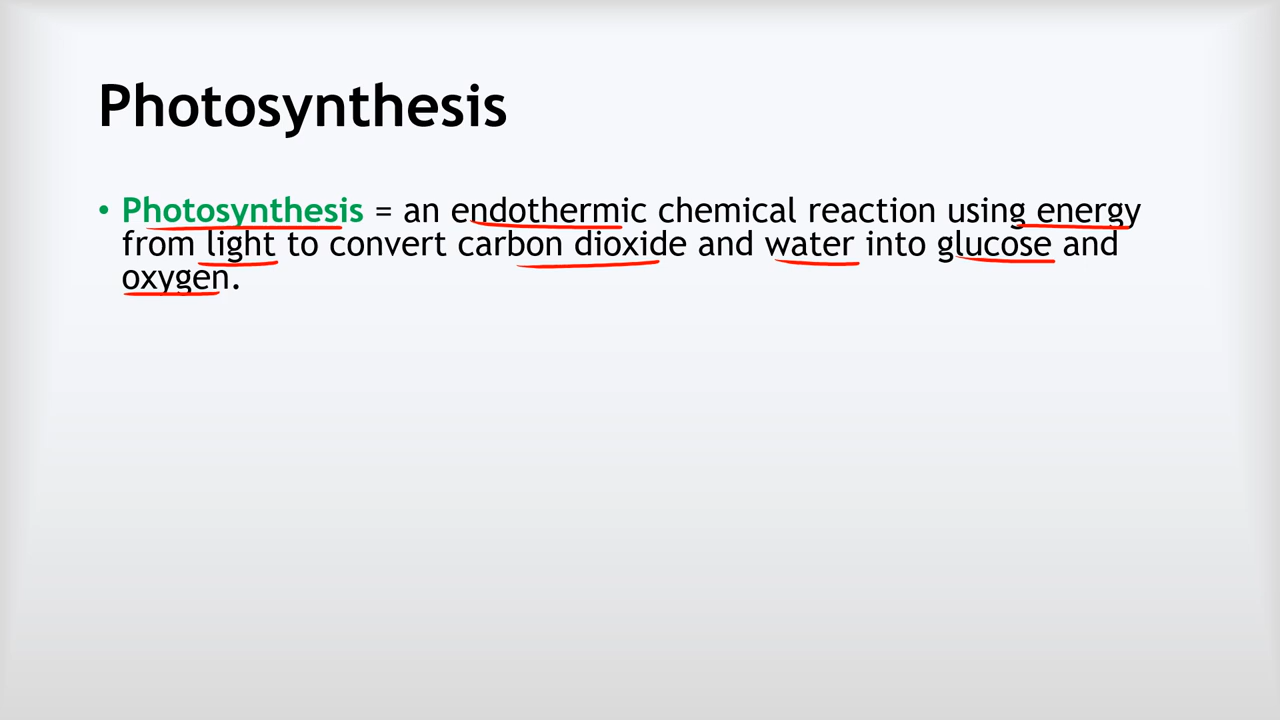 Photosynthesis
• Photosynthesis = an endothermic chemical reaction using energy
from light to convert carbon dioxide and water into glucose and
oxygen.